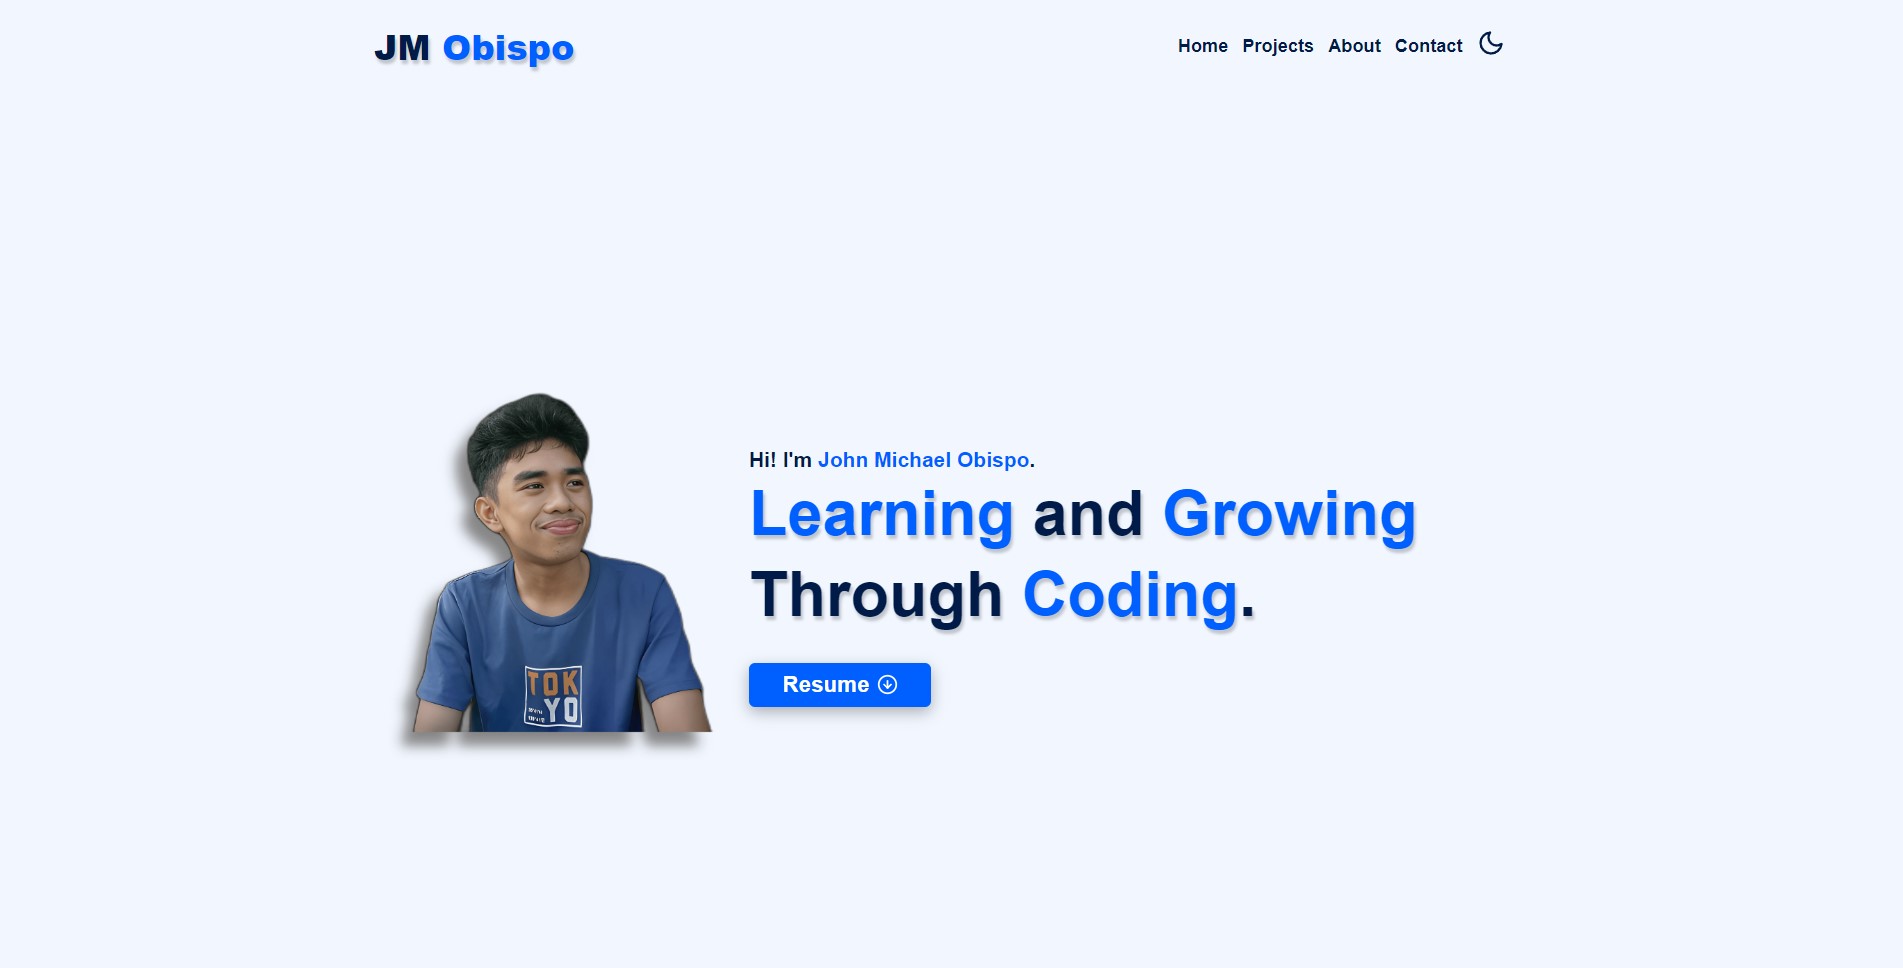 JM Obispo
Home Projects About Contact
Hi! I'm John Michael Obispo.
Learning and Growing
Through Coding.
Resume
TOK
YO